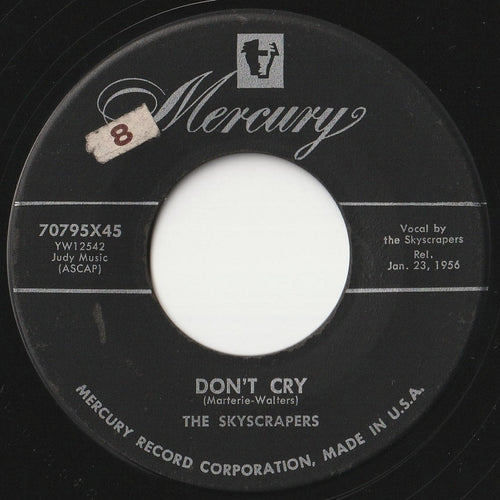 Mercury
8
70795X45
YW12542
Judy Music
(ASCAP)
Vocal by
the Skyscrapers
Rel.
Jan. 23, 1956
DON'T CRY
(Marterie-Walters)
THE SKYSCRAPERS
MERCURY RECORD CORPORATION, MADE IN U.S.A.